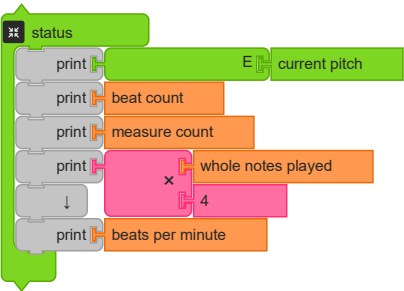 status
print E current pitch
print beat count
print measure count
print whole notes played
×
↓ 4
print beats per minute